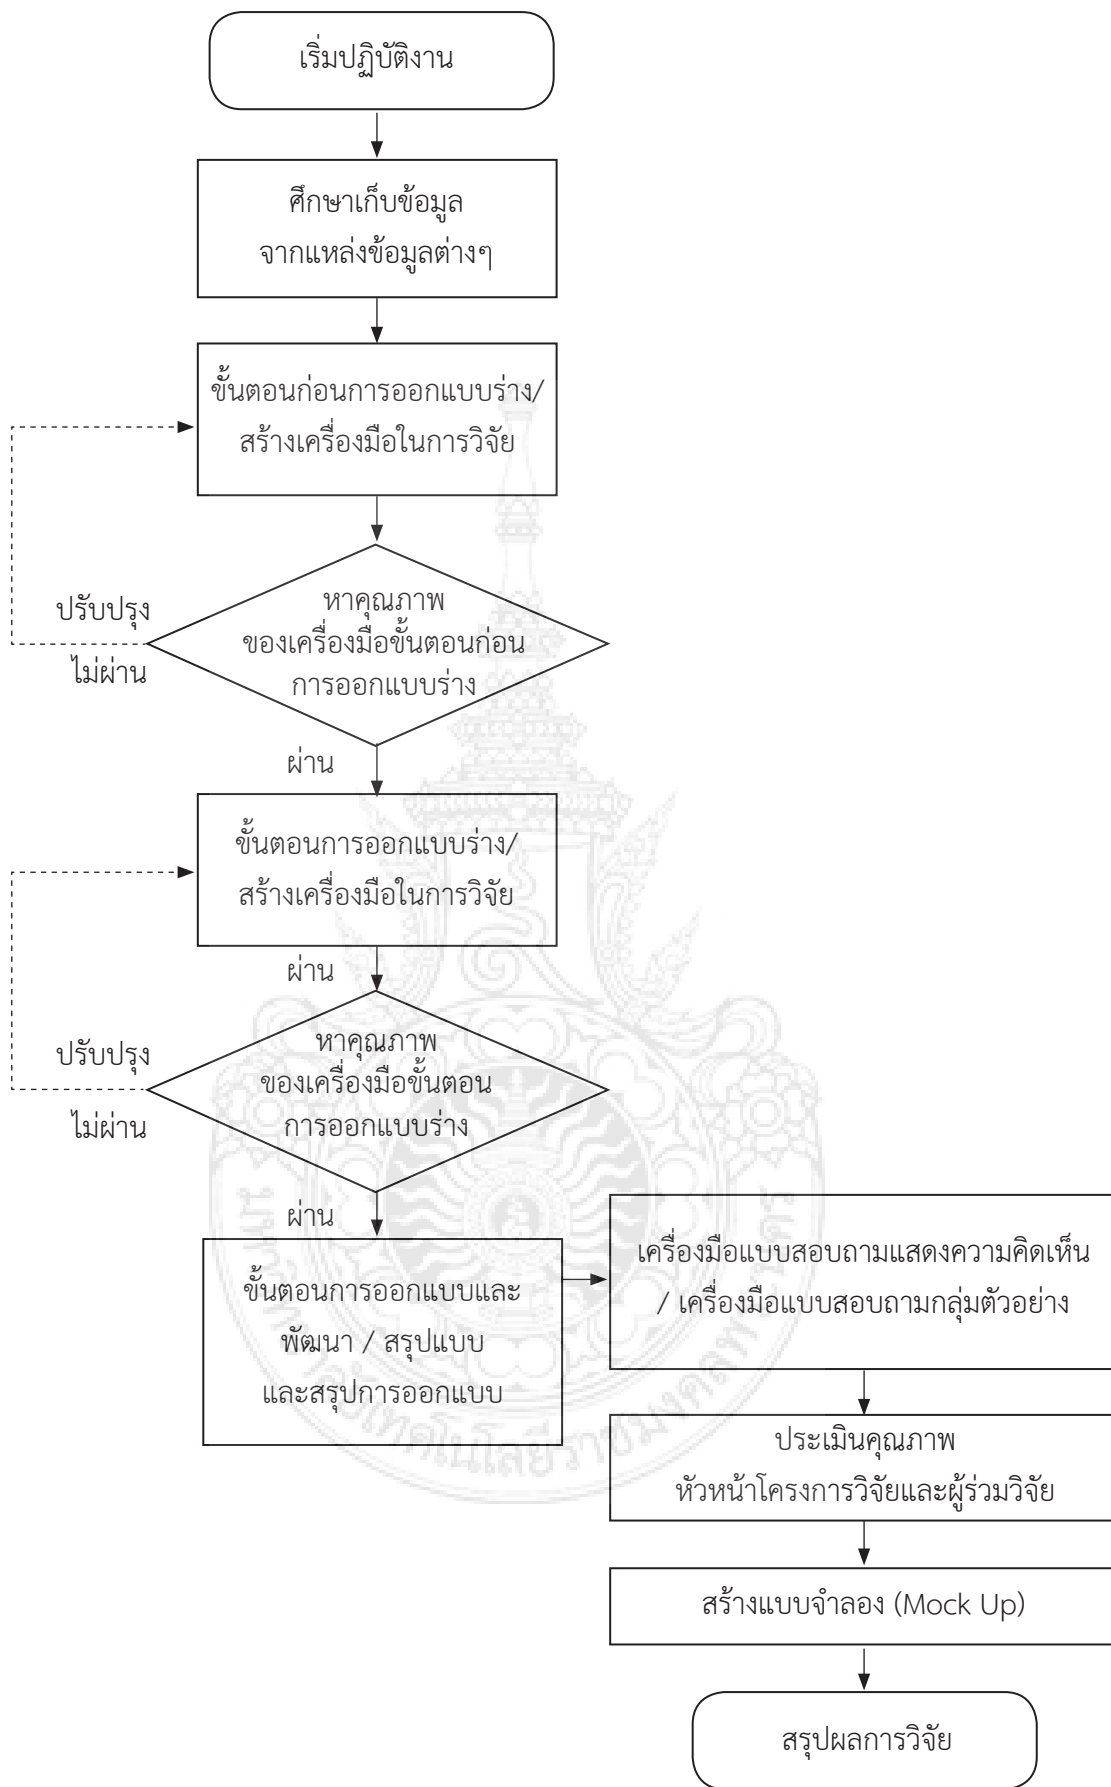 เริ่มปฏิบัติงาน
ศึกษาเก็บข้อมูล
จากแหล่งข้อมูลต่างๆ
ขั้นตอนก่อนการออกแบบร่าง/
สร้างเครื่องมือในการวิจัย
ปรับปรุง
ไม่ผ่าน
หาคุณภาพ
ของเครื่องมือขั้นตอนก่อน
การออกแบบร่าง
ผ่าน
ขั้นตอนการออกแบบร่าง/
สร้างเครื่องมือในการวิจัย
ผ่าน
ปรับปรุง
ไม่ผ่าน
หาคุณภาพ
ของเครื่องมือขั้นตอน
การออกแบบร่าง
ผ่าน
ขั้นตอนการออกแบบและ
พัฒนา / สรุปแบบ
และสรุปการออกแบบ
เครื่องมือแบบสอบถามแสดงความคิดเห็น
/ เครื่องมือแบบสอบถามกลุ่มตัวอย่าง
ประเมินคุณภาพ
หัวหน้าโครงการวิจัยและผู้ร่วมวิจัย
สร้างแบบจำลอง (Mock Up)
สรุปผลการวิจัย